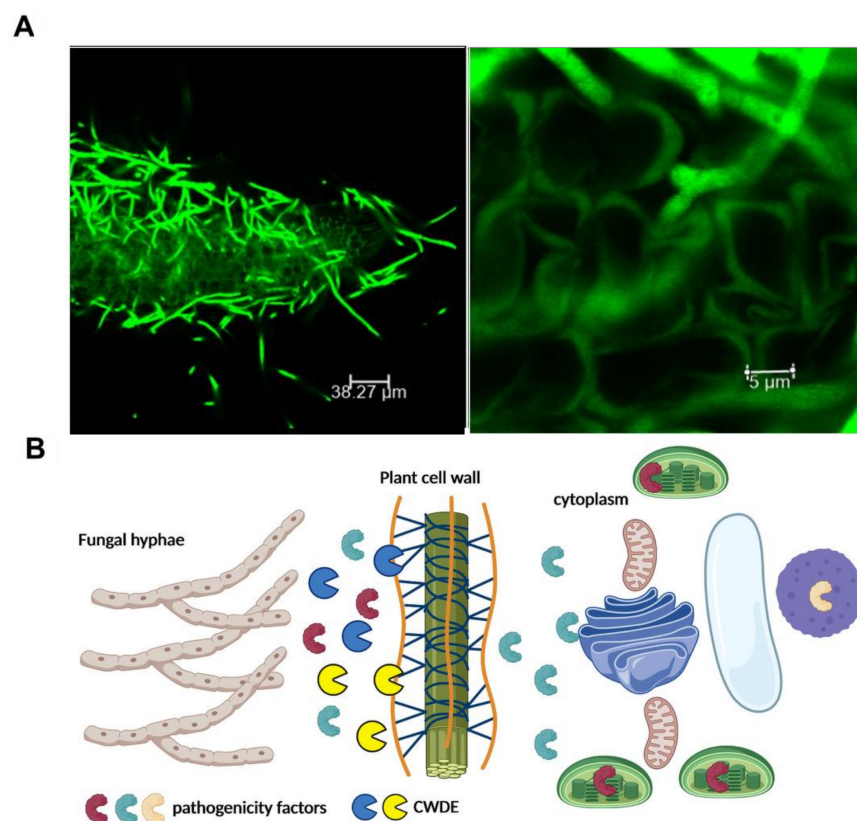 A
38.27 µm
5 µm
B
Plant cell wall
cytoplasm
Fungal hyphae
pathogenicity factors
CWDE